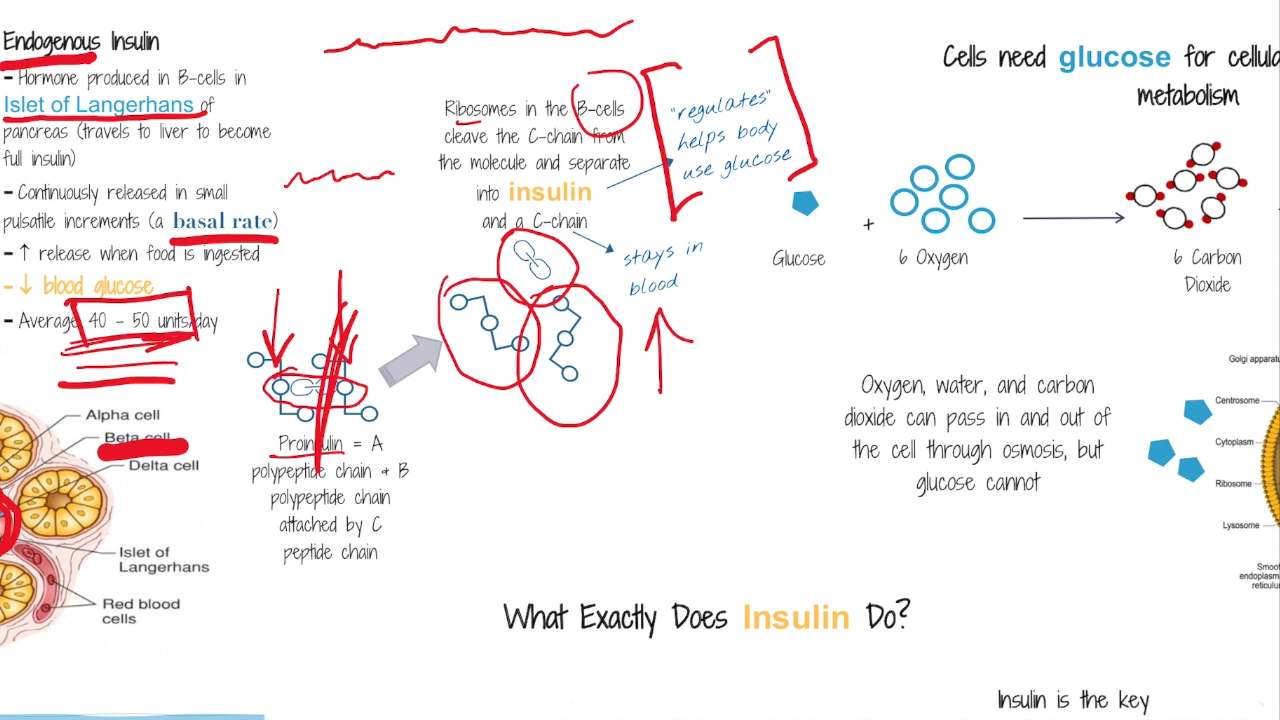 Endogenous Insulin
- Hormone produced in B-cells in
Islet of Langerhans of
pancreas (travels to liver to become
full insulin)
- Continuously released in small
pulsatile increments (a basal rate)
- ↑ release when food is ingested
- ↓ blood glucose
- Average 40 - 50 units/day
Alpha cell
Beta cell
Delta cell
Islet of
Langerhans
Red blood
cells
Proinsulin = A
polypeptide chain + B
polypeptide chain
attached by C
peptide chain
Ribosomes in the B-cells
cleave the C-chain from
the molecule and separate
into insulin
and a C-chain
"regulates"
helps body
use glucose
stays in
blood
Cells need glucose for cellula
metabolism
Glucose
+
6 Oxygen
6 Carbon
Dioxide
Oxygen, water, and carbon
dioxide can pass in and out of
the cell through osmosis, but
glucose cannot
Golgi apparatu
Centrosome
Cytoplasm
Ribosome
Lysosome
Smoot
endoplasm
reticulu
What Exactly Does Insulin Do?
Insulin is the key